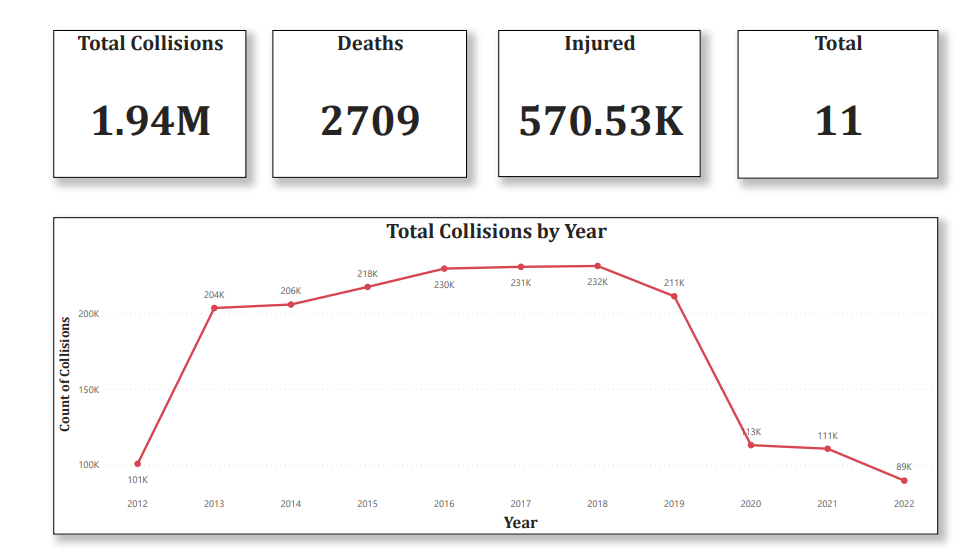 Total Collisions
1.94M
Deaths
2709
Injured
570.53K
Total
11
Total Collisions by Year
Count of Collisions
200K
150K
100K
101K
204K
206K
218K
230K
231K
232K
211K
13K
111K
89K
2012 2013 2014 2015 2016 2017 2018 2019 2020 2021 2022
Year